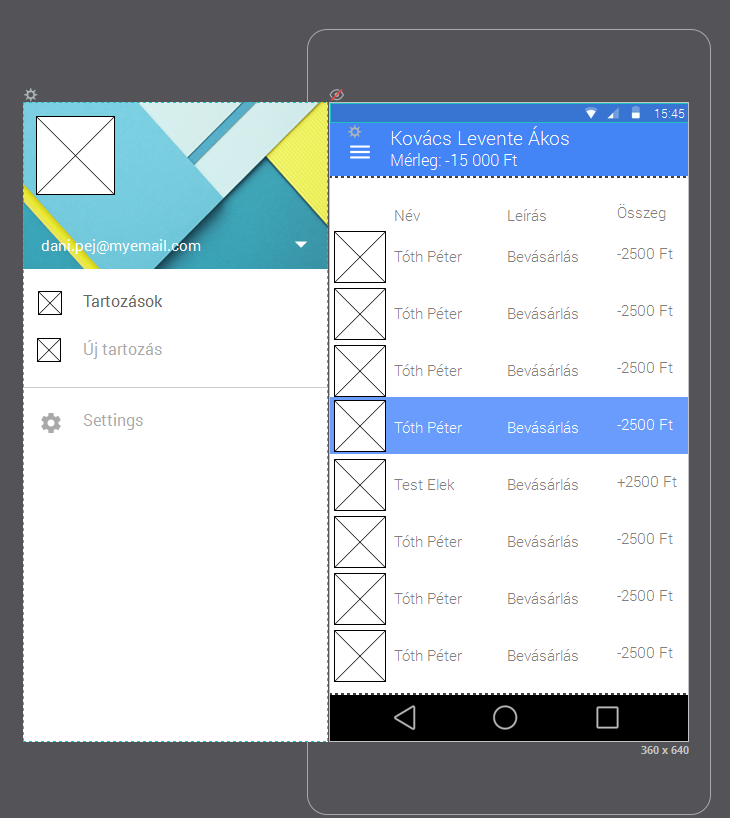 dani.pej@myemail.com
Tartozások
Új tartozás
Settings
15:45
Kovács Levente Ákos
Mérleg: -15 000 Ft
Név Leírás Összeg
Tóth Péter Bevásárlás -2500 Ft
Tóth Péter Bevásárlás -2500 Ft
Tóth Péter Bevásárlás -2500 Ft
Tóth Péter Bevásárlás -2500 Ft
Test Elek Bevásárlás +2500 Ft
Tóth Péter Bevásárlás -2500 Ft
Tóth Péter Bevásárlás -2500 Ft
Tóth Péter Bevásárlás -2500 Ft
360 x 640